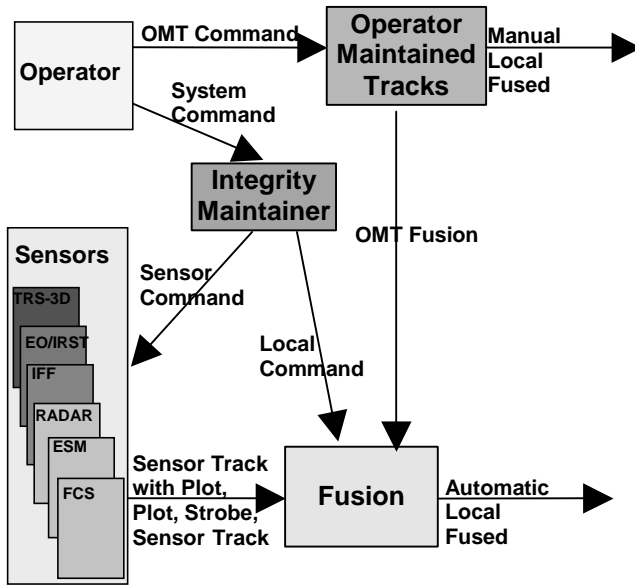 Operator
OMT Command
Operator
Maintained
Tracks
Manual
Local
Fused
System
Command
Integrity
Maintainer
OMT Fusion
Sensors
TRS-3D
EO/IRST
IFF
RADAR
ESM
FCS
Sensor
Command
Local
Command
Sensor Track
with Plot,
Plot, Strobe,
Sensor Track
Fusion
Automatic
Local
Fused